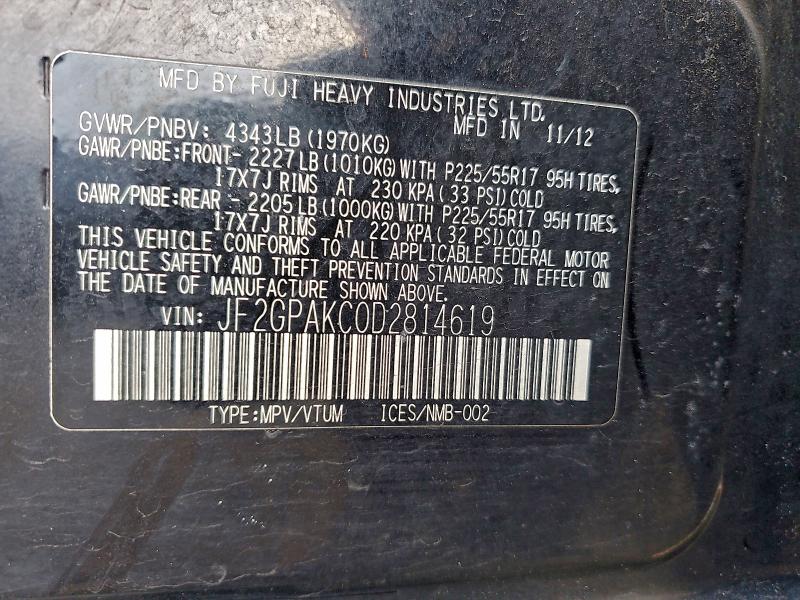 MFD BY FUJI HEAVY INDUSTRIES,LTD.
MFD IN 11/12
GVWR/PNBV: 4343LB(1970KG)
GAWR/PNBE:FRONT- 2227LB(1010KG)WITH P225/55R17 95H TIRES,
17X7J RIMS AT 230 KPA(33 PSI)COLD
GAWR/PNBE:REAR - 2205LB(1000KG)WITH P225/55R17 95H TIRES,
17X7J RIMS AT 220 KPA(32 PSI)COLD
THIS VEHICLE CONFORMS TO ALL APPLICABLE FEDERAL MOTOR
VEHICLE SAFETY AND THEFT PREVENTION STANDARDS IN EFFECT ON
THE DATE OF MANUFACTURE SHOWN ABOVE.
VIN: JF2GPAKC0D2814619
TYPE:MPV/VTUM ICES/NMB-002